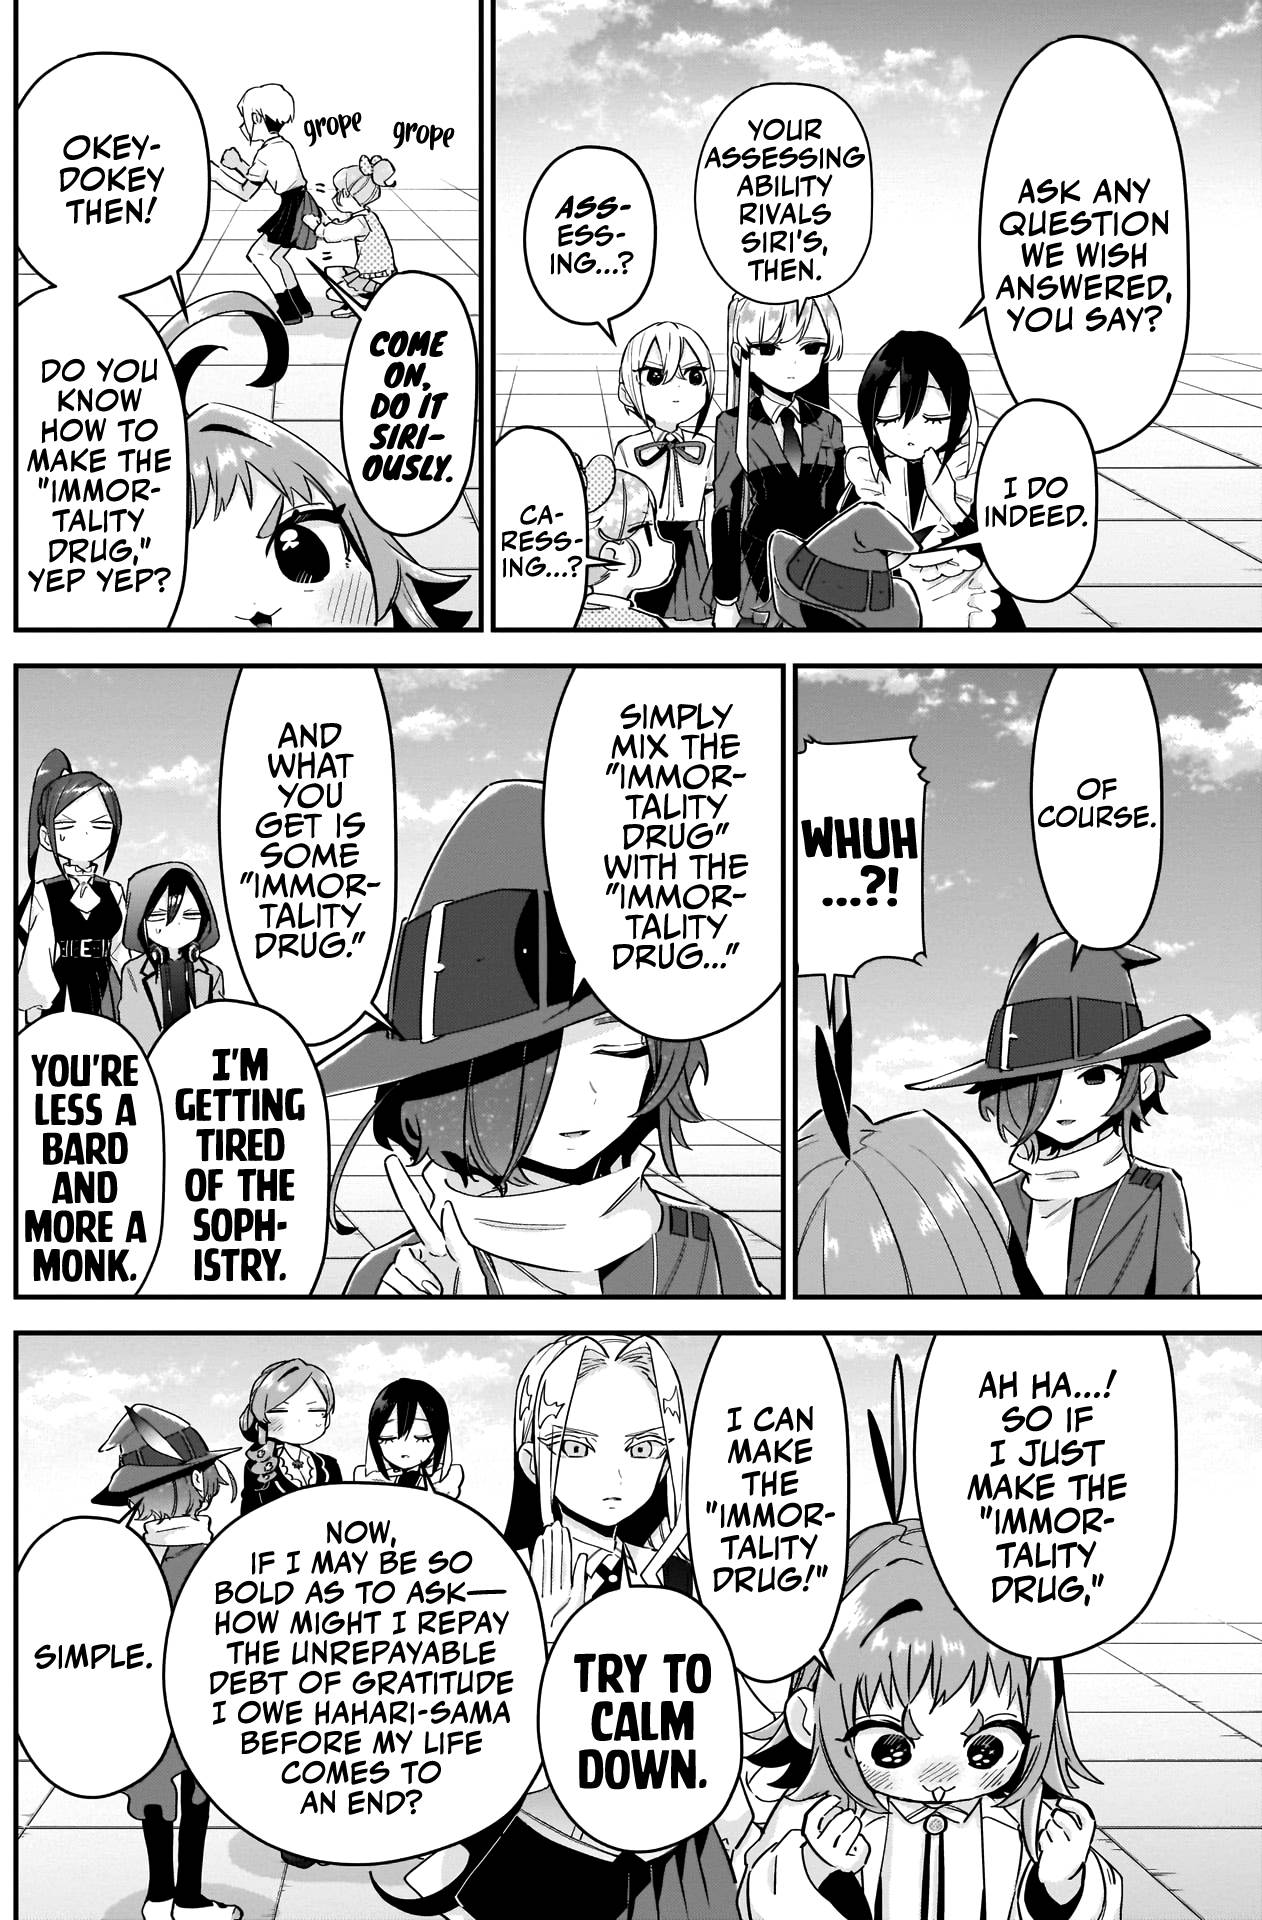 ASK ANY
QUESTION
WE WISH
ANSWERED,
YOU SAY?
YOUR
ASSESSING
ABILITY
RIVALS
SIRI'S,
THEN.
ASS-
ESS-
ING...?
CA-
RESS-
ING...?
I DO
INDEED.
grope
grope
OKEY-
DOKEY
THEN!
COME
ON,
DO IT
SIRI-
OUSLY.
DO YOU
KNOW
HOW TO
MAKE THE
"IMMOR-
TALITY
DRUG,"
YEP YEP?
OF
COURSE.
WHUH
...?!
SIMPLY
MIX THE
"IMMOR-
TALITY
DRUG"
WITH THE
"IMMOR-
TALITY
DRUG..."
AND
WHAT
YOU
GET IS
SOME
"IMMOR-
TALITY
DRUG."
I'M
GETTING
TIRED
OF THE
SOPH-
ISTRY.
YOU'RE
LESS A
BARD
AND
MORE A
MONK.
AH HA...!
SO IF
I JUST
MAKE THE
"IMMOR-
TALITY
DRUG,"
I CAN
MAKE
THE
"IMMOR-
TALITY
DRUG!"
TRY TO
CALM
DOWN.
NOW,
IF I MAY BE SO
BOLD AS TO ASK——
HOW MIGHT I REPAY
THE UNREPAYABLE
DEBT OF GRATITUDE
I OWE HAHARI-SAMA
BEFORE MY LIFE
COMES TO
AN END?
SIMPLE.